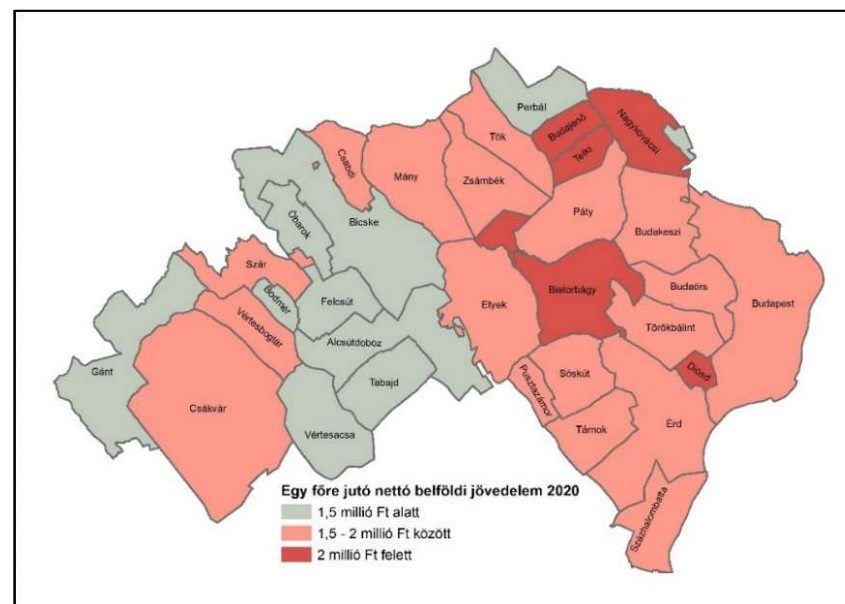 Perbál
Nagykovácsi
Budajenő
Tök
Telki
Csabdi
Mány
Zsámbék
Páty
Óbarok
Bicske
Budakeszi
Szár
Etyek
Biatorbágy
Budaörs
Budapest
Bodmér
Felcsút
Törökbálint
Vértesboglár
Alcsútdoboz
Gánt
Tabajd
Pusztazámor
Sóskút
Diósd
Csákvár
Vértesacsa
Tárnok
Erd
Egy főre jutó nettó belföldi jövedelem 2020
1,5 millió Ft alatt
1,5 - 2 millió Ft között
2 millió Ft felett
Százhalombatta